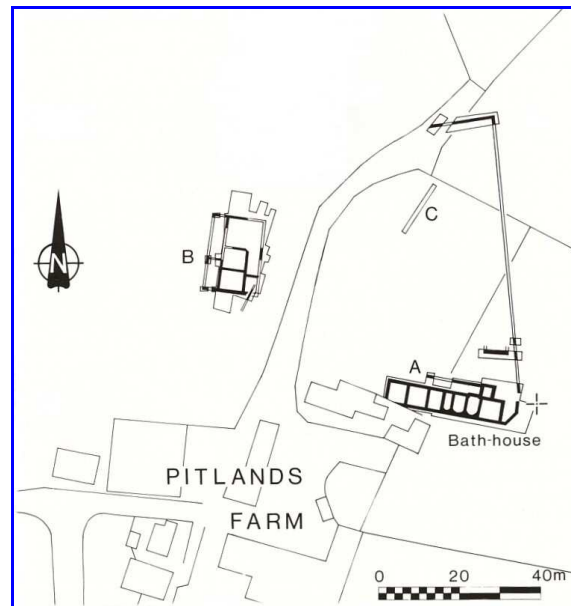 C
B
N
A
Bath-house
PITLANDS
FARM
0 20 40m